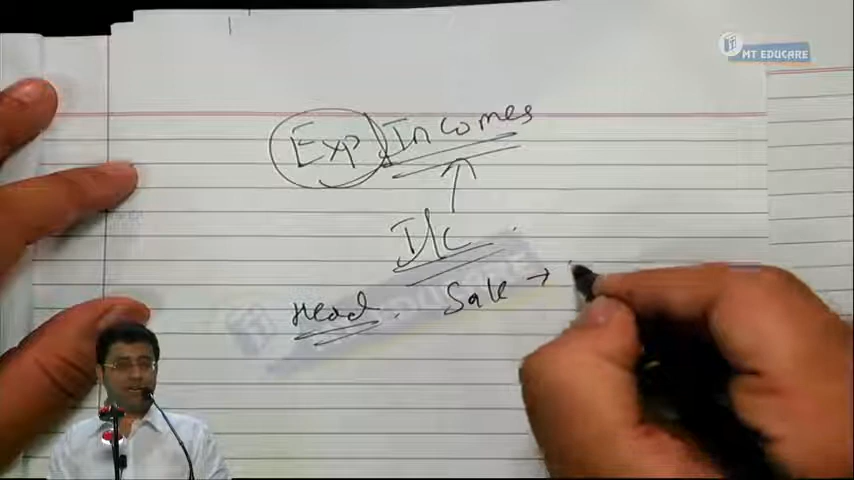 MT EDUCARE
Exp Incomes
I/c
Head. Sale →